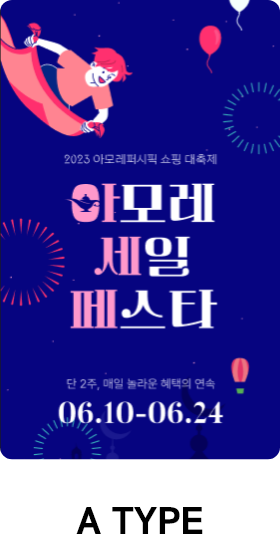 2023 아모레퍼시픽 쇼핑 대축제
아모레
세일
페스타
단 2주, 매일 놀라운 혜택의 연속
06.10-06.24
A TYPE